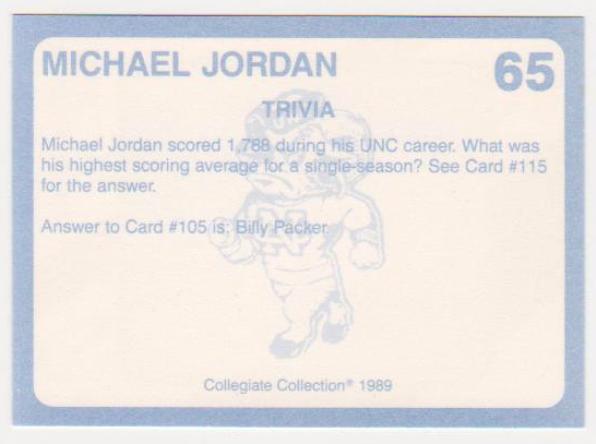 MICHAEL JORDAN 65
TRIVIA
Michael Jordan scored 1,788 during his UNC career. What was
his highest scoring average for a single-season? See Card #115
for the answer.
Answer to Card #105 is: Billy Packer.
Collegiate Collection® 1989